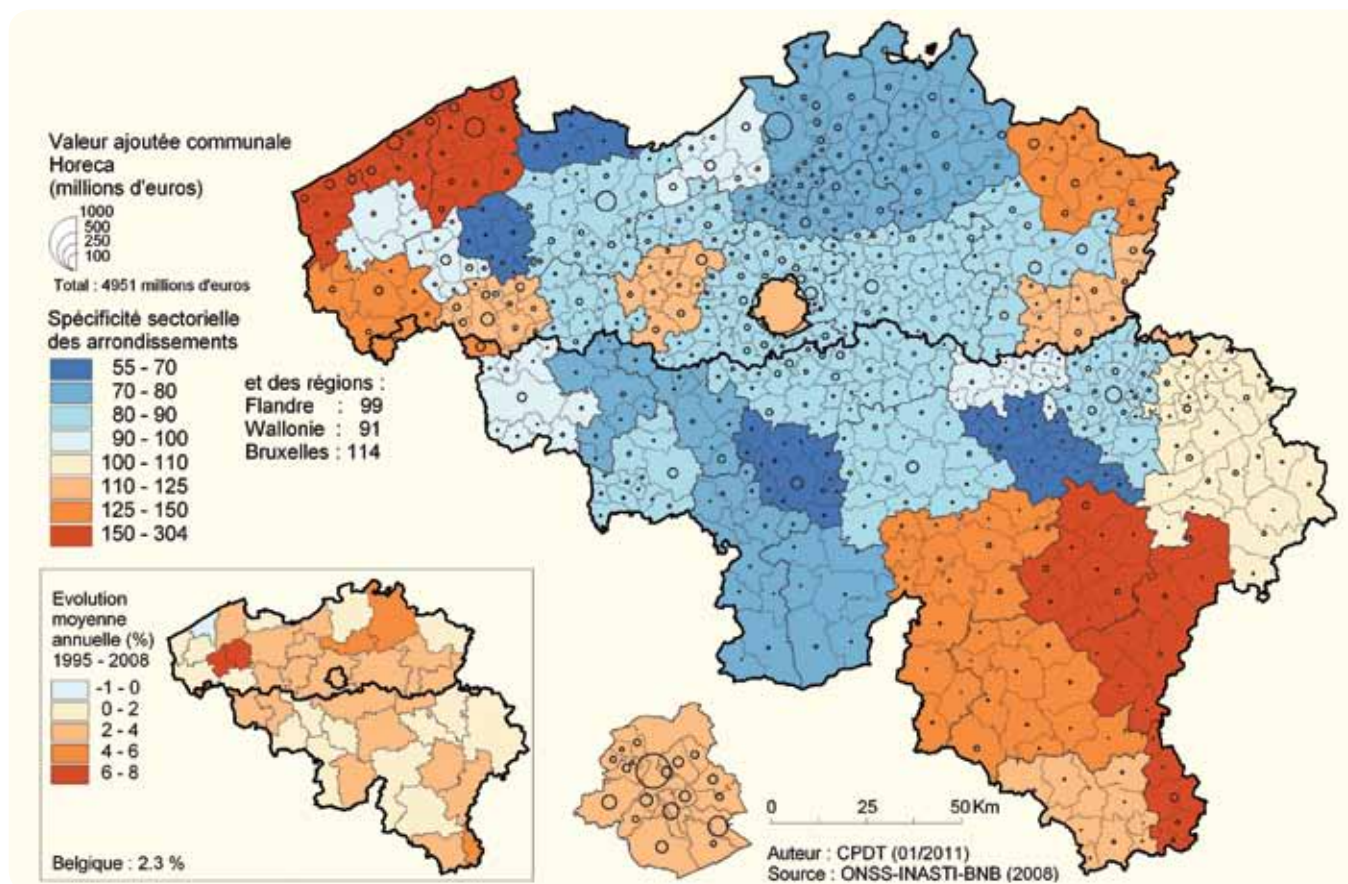 Valeur ajoutée communale
Horeca
(millions d'euros)
1000
500
250
100
Total : 4951 millions d'euros
Spécificité sectorielle
des arrondissements
55 - 70
70 - 80
80 - 90
90 - 100
100 - 110
110 - 125
125 - 150
150 - 304
et des régions :
Flandre : 99
Wallonie : 91
Bruxelles : 114
Evolution
moyenne
annuelle (%)
1995 - 2008
-1 - 0
0 - 2
2 - 4
4 - 6
6 - 8
Belgique : 2.3 %
0 25 50 Km
Auteur : CPDT (01/2011)
Source : ONSS-INASTI-BNB (2008)